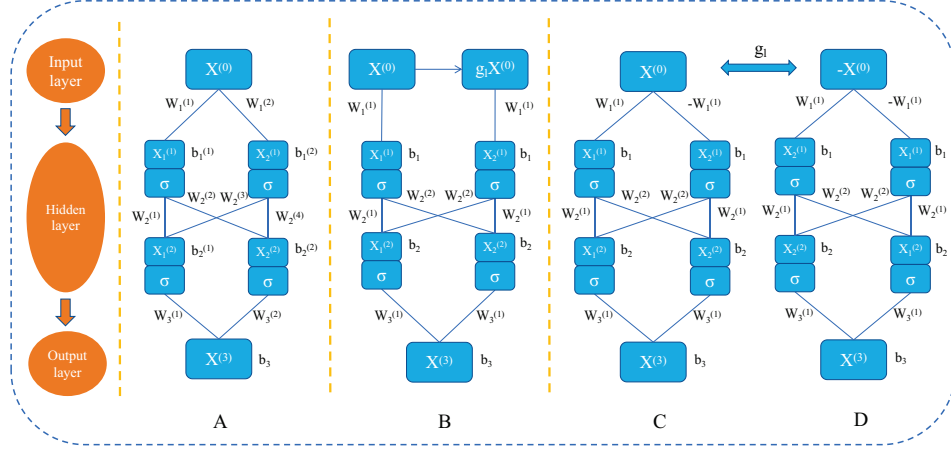 Input
layer
Hidden
layer
Output
layer
X⁽⁰⁾
W₁⁽¹⁾ W₁⁽²⁾
X₁⁽¹⁾ b₁⁽¹⁾ X₂⁽¹⁾ b₁⁽²⁾
σ σ
W₂⁽¹⁾ W₂⁽²⁾ W₂⁽³⁾ W₂⁽⁴⁾
X₁⁽²⁾ b₂⁽¹⁾ X₂⁽²⁾ b₂⁽²⁾
σ σ
W₃⁽¹⁾ W₃⁽²⁾
X⁽³⁾ b₃
A
X⁽⁰⁾ gₗX⁽⁰⁾
W₁⁽¹⁾ W₁⁽¹⁾
X₁⁽¹⁾ b₁ X₂⁽¹⁾ b₁
σ σ
W₂⁽¹⁾ W₂⁽²⁾ W₂⁽²⁾ W₂⁽¹⁾
X₁⁽²⁾ b₂ X₂⁽²⁾ b₂
σ σ
W₃⁽¹⁾ W₃⁽¹⁾
X⁽³⁾ b₃
B
X⁽⁰⁾
W₁⁽¹⁾ -W₁⁽¹⁾
X₁⁽¹⁾ b₁ X₂⁽¹⁾ b₁
σ σ
W₂⁽¹⁾ W₂⁽²⁾ W₂⁽²⁾ W₂⁽¹⁾
X₁⁽²⁾ b₂ X₂⁽²⁾ b₂
σ σ
W₃⁽¹⁾ W₃⁽¹⁾
X⁽³⁾ b₃
C
gₗ
-X⁽⁰⁾
W₁⁽¹⁾ -W₁⁽¹⁾
X₂⁽¹⁾ b₁ X₁⁽¹⁾ b₁
σ σ
W₂⁽¹⁾ W₂⁽²⁾ W₂⁽²⁾ W₂⁽¹⁾
X₂⁽²⁾ b₂ X₁⁽²⁾ b₂
σ σ
W₃⁽¹⁾ W₃⁽¹⁾
X⁽³⁾ b₃
D